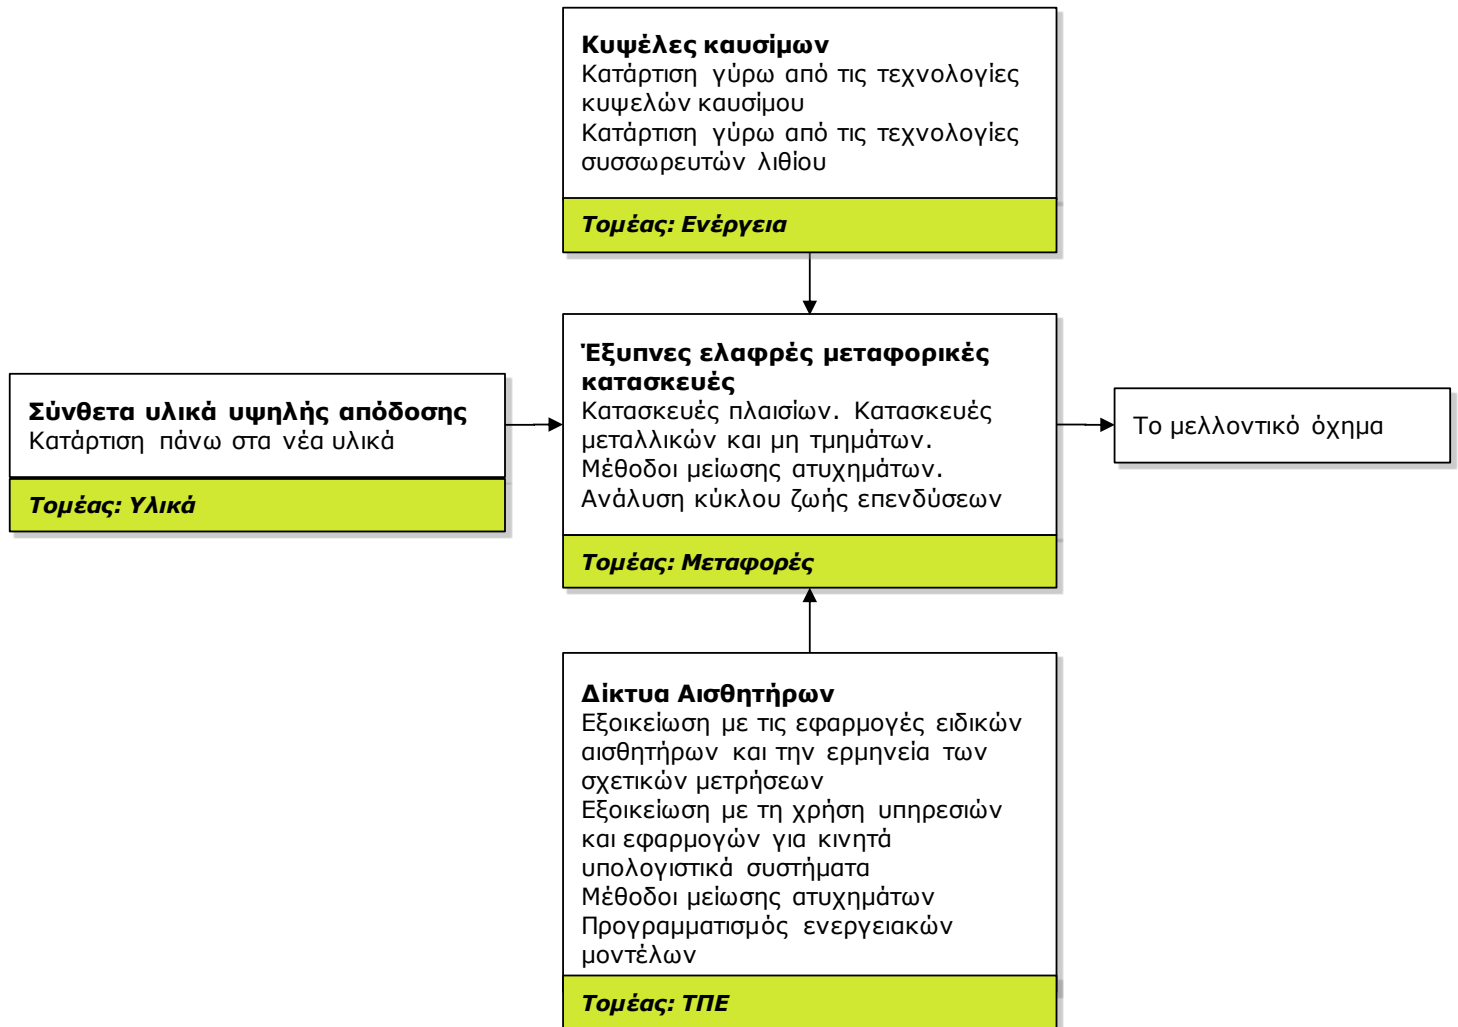 Κυψέλες καυσίμων
Κατάρτιση γύρω από τις τεχνολογίες
κυψελών καυσίμου
Κατάρτιση γύρω από τις τεχνολογίες
συσσωρευτών λιθίου
Τομέας: Ενέργεια
Σύνθετα υλικά υψηλής απόδοσης
Κατάρτιση πάνω στα νέα υλικά
Τομέας: Υλικά
Έξυπνες ελαφρές μεταφορικές
κατασκευές
Κατασκευές πλαισίων. Κατασκευές
μεταλλικών και μη τμημάτων.
Μέθοδοι μείωσης ατυχημάτων.
Ανάλυση κύκλου ζωής επενδύσεων
Τομέας: Μεταφορές
Το μελλοντικό όχημα
Δίκτυα Αισθητήρων
Εξοικείωση με τις εφαρμογές ειδικών
αισθητήρων και την ερμηνεία των
σχετικών μετρήσεων
Εξοικείωση με τη χρήση υπηρεσιών
και εφαρμογών για κινητά
υπολογιστικά συστήματα
Μέθοδοι μείωσης ατυχημάτων
Προγραμματισμός ενεργειακών
μοντέλων
Τομέας: ΤΠΕ